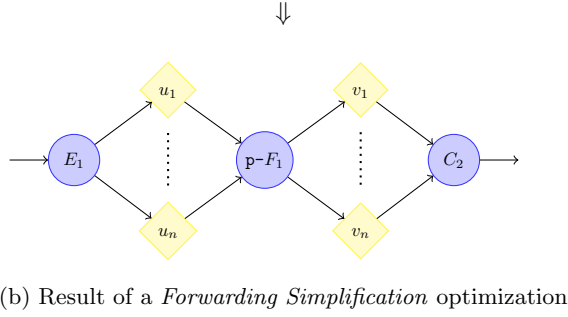 ⇓
u₁ v₁
E₁ p-F₁ C₂
uₙ vₙ
(b) Result of a Forwarding Simplification optimization